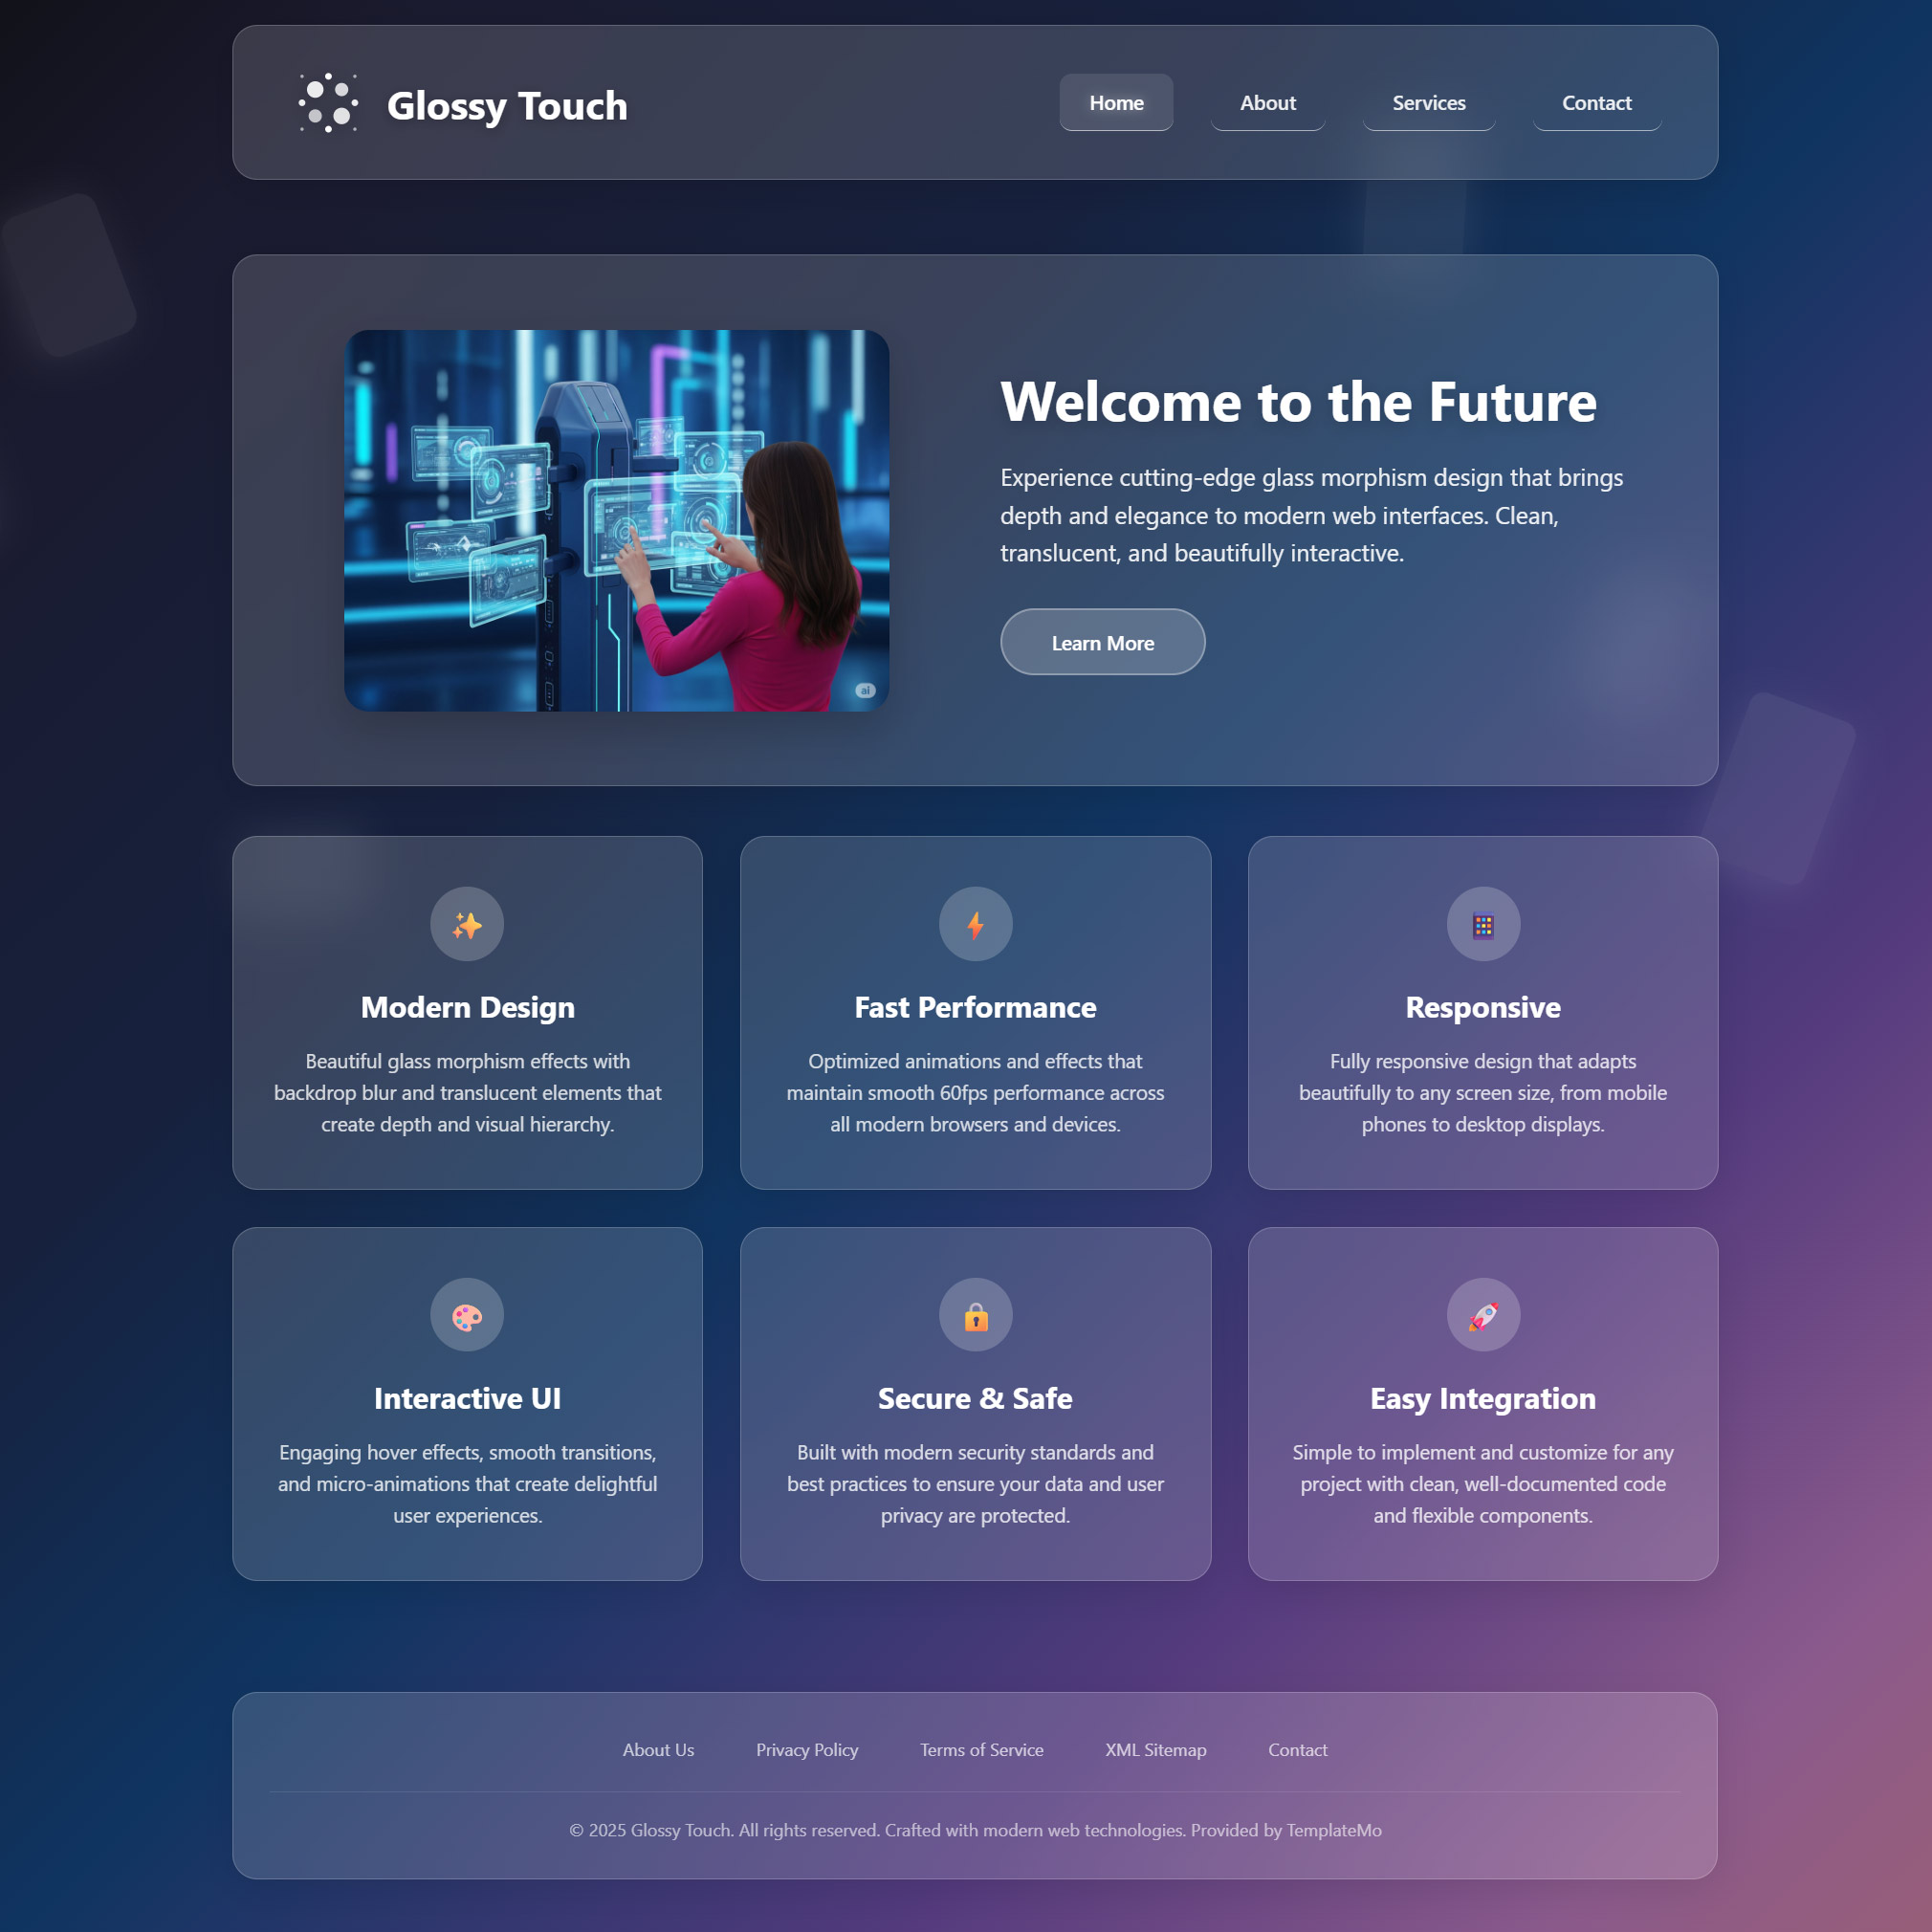 Glossy Touch
Home
About
Services
Contact
Welcome to the Future
Experience cutting-edge glass morphism design that brings
depth and elegance to modern web interfaces. Clean,
translucent, and beautifully interactive.
Learn More
ai
Modern Design
Beautiful glass morphism effects with
backdrop blur and translucent elements that
create depth and visual hierarchy.
Fast Performance
Optimized animations and effects that
maintain smooth 60fps performance across
all modern browsers and devices.
Responsive
Fully responsive design that adapts
beautifully to any screen size, from mobile
phones to desktop displays.
Interactive UI
Engaging hover effects, smooth transitions,
and micro-animations that create delightful
user experiences.
Secure & Safe
Built with modern security standards and
best practices to ensure your data and user
privacy are protected.
Easy Integration
Simple to implement and customize for any
project with clean, well-documented code
and flexible components.
About Us
Privacy Policy
Terms of Service
XML Sitemap
Contact
© 2025 Glossy Touch. All rights reserved. Crafted with modern web technologies. Provided by TemplateMo